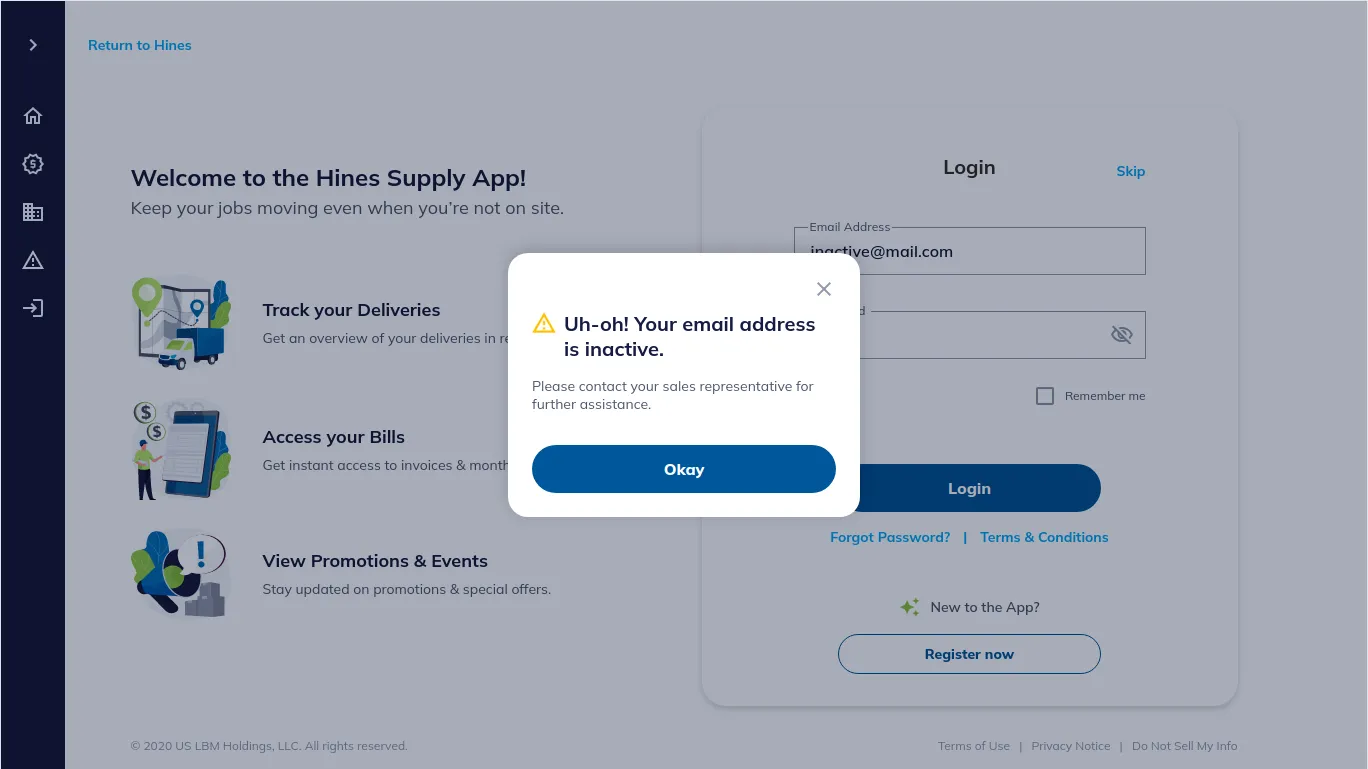 Return to Hines
Welcome to the Hines Supply App!
Keep your jobs moving even when you’re not on site.
Track your Deliveries
Get an overview of your deliveries in re
$
$
Access your Bills
Get instant access to invoices & month
!
View Promotions & Events
Stay updated on promotions & special offers.
Login
Skip
Email Address
inactive@mail.com
Remember me
Login
Forgot Password? | Terms & Conditions
New to the App?
Register now
Uh-oh! Your email address
is inactive.
Please contact your sales representative for
further assistance.
Okay
© 2020 US LBM Holdings, LLC. All rights reserved.
Terms of Use | Privacy Notice | Do Not Sell My Info